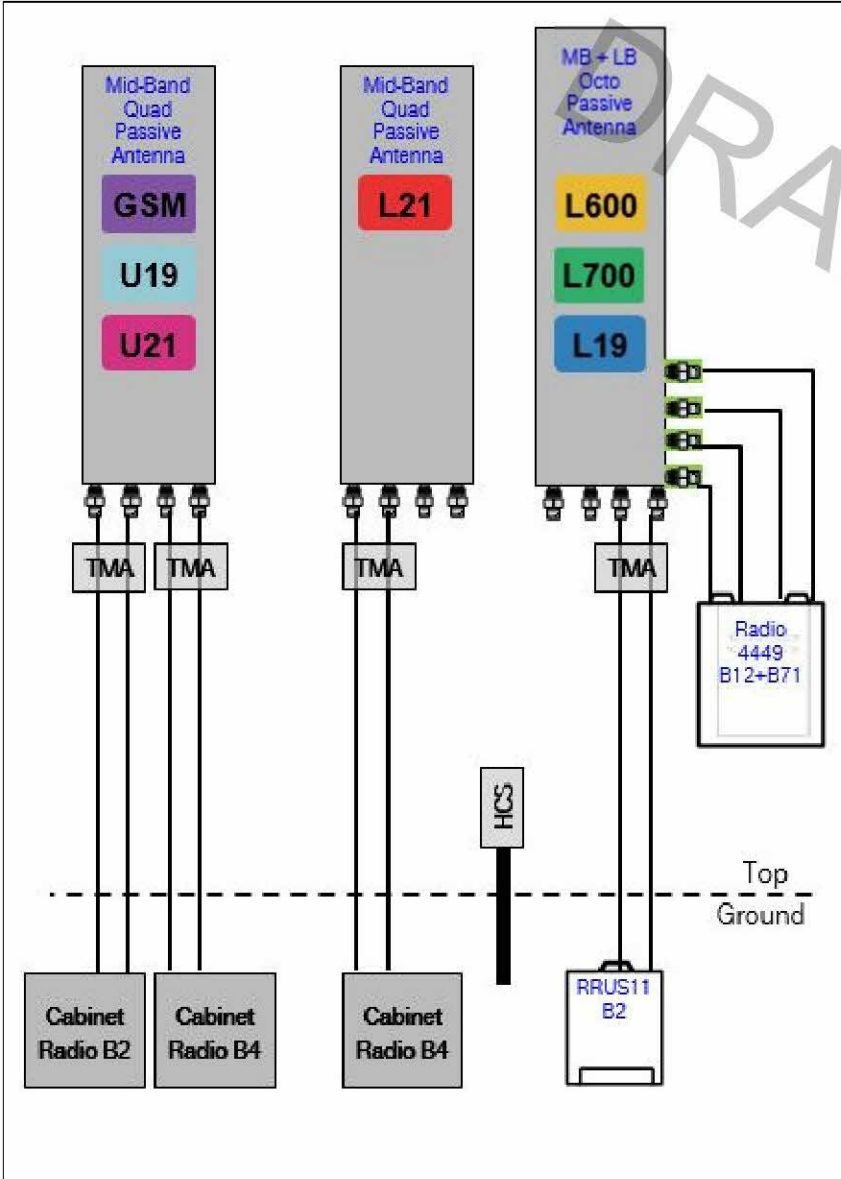 Mid-Band
Quad
Passive
Antenna
GSM
U19
U21
Mid-Band
Quad
Passive
Antenna
L21
MB + LB
Octo
Passive
Antenna
L600
L700
L19
DRA
TMA
TMA
TMA
TMA
Radio
4449
B12+B71
HCS
Top
Ground
Cabinet
Radio B2
Cabinet
Radio B4
Cabinet
Radio B4
RRUS11
B2